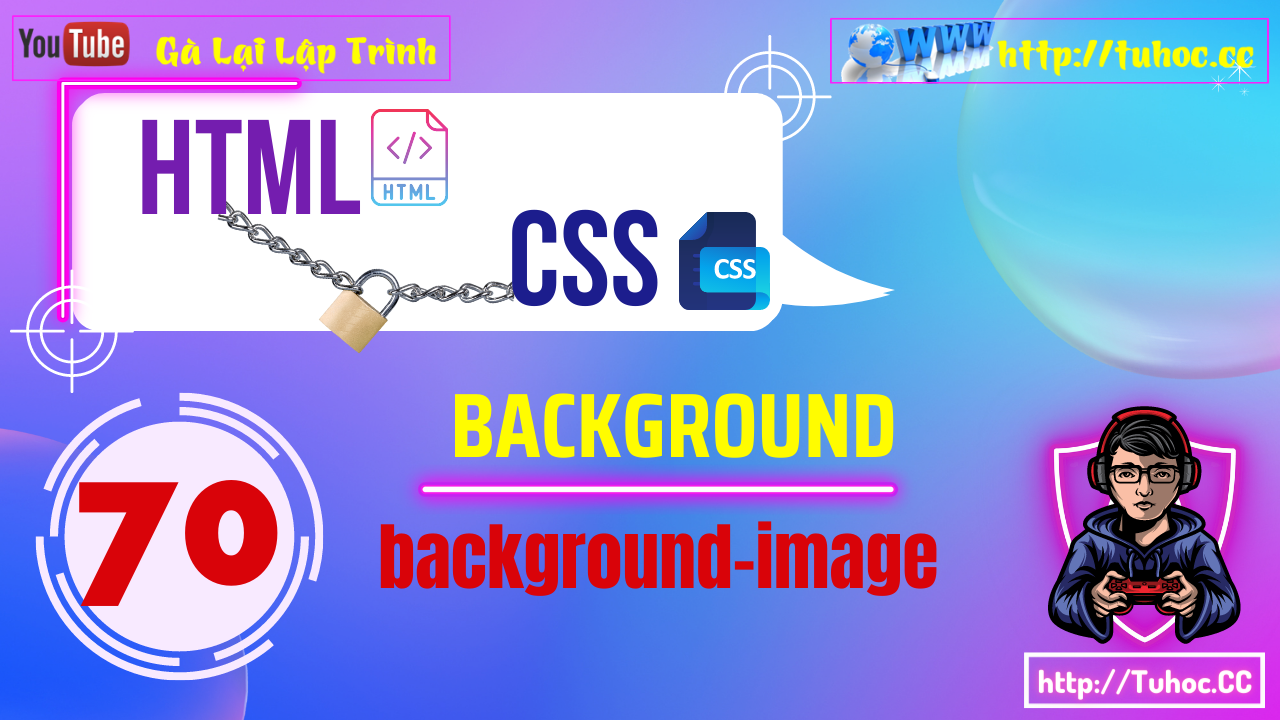 YouTube
Gà Lại Lập Trình
WWW
http://tuhoc.cc
HTML
</>
HTML
CSS
CSS
BACKGROUND
70
background-image
http://Tuhoc.CC